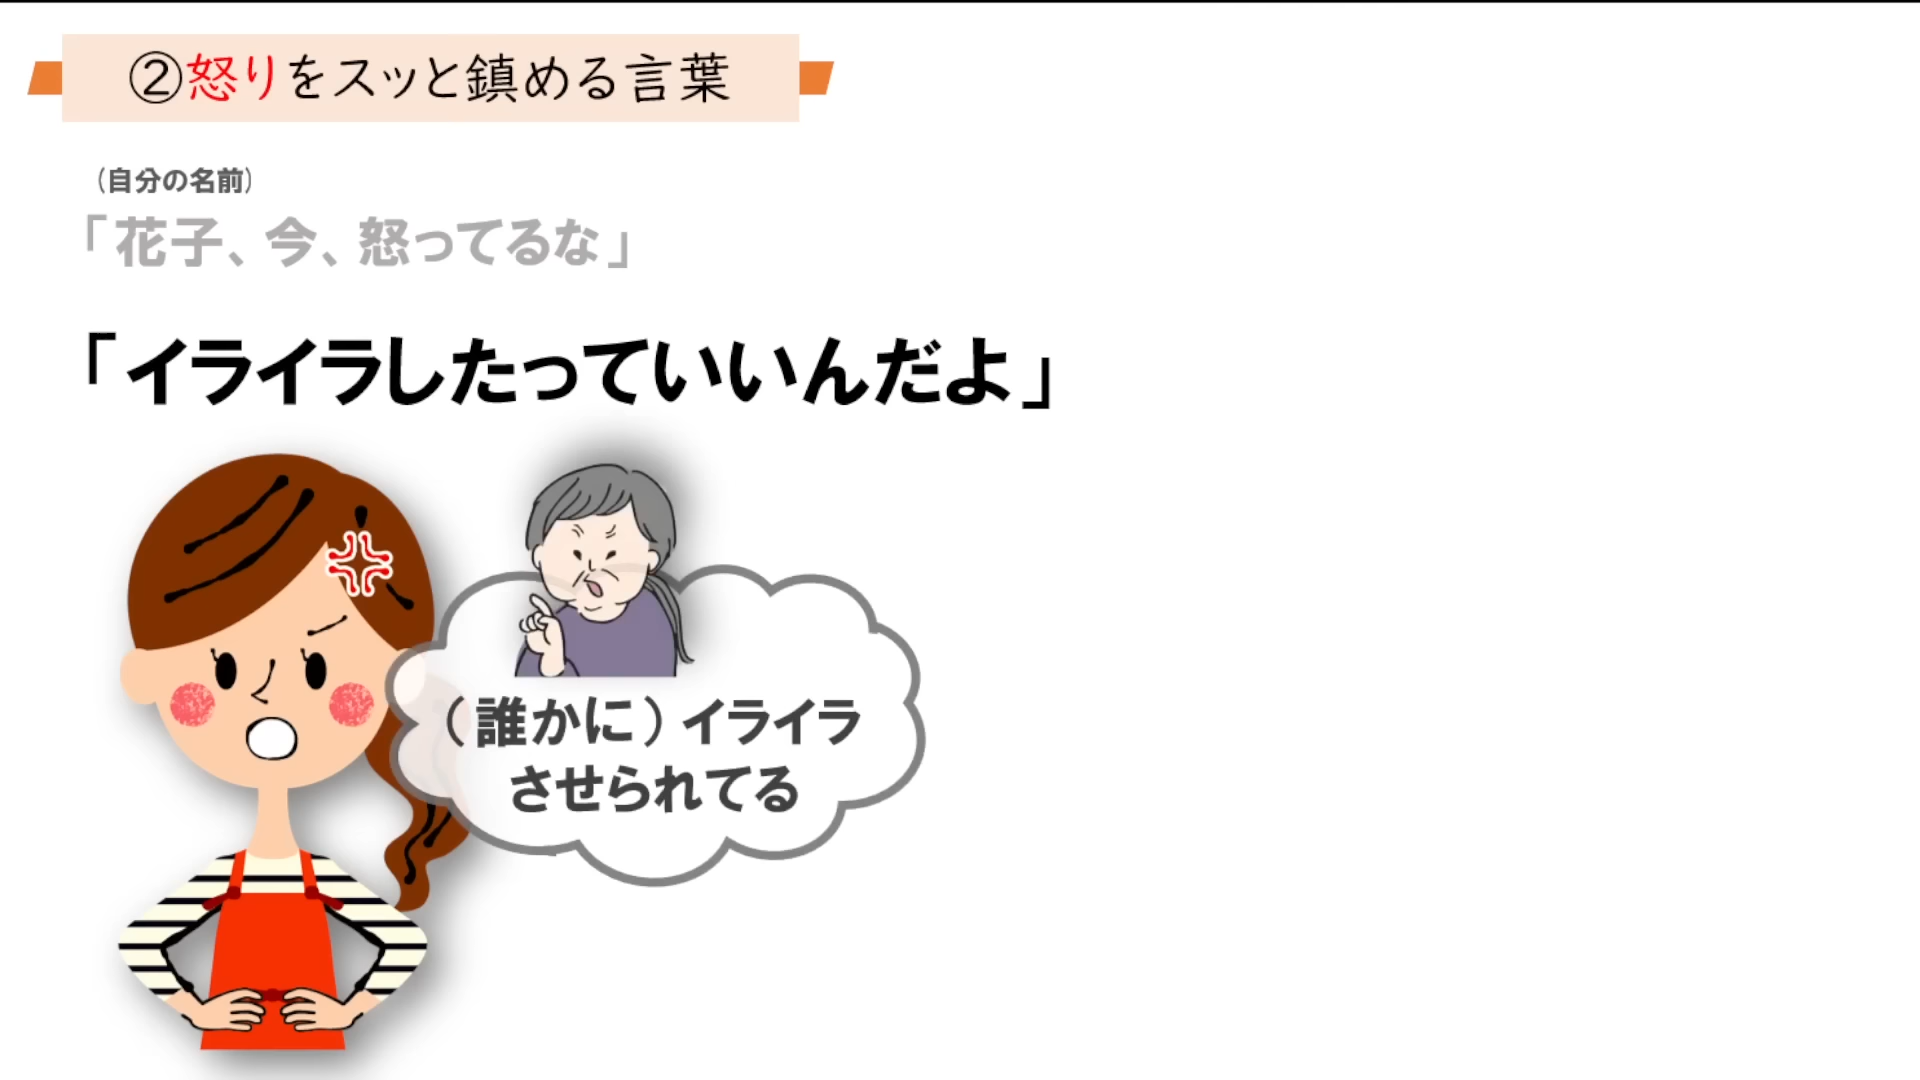 ②怒りをスッと鎮める言葉
（自分の名前）
「花子、今、怒ってるな」
「イライラしたっていいんだよ」
（誰かに）イライラ
させられてる